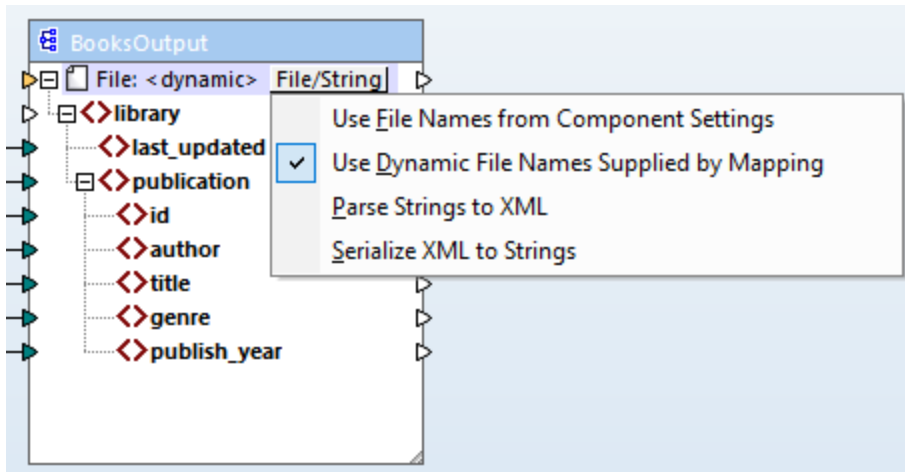 BooksOutput
File: <dynamic> File/String
library
last_updated
publication
id
author
title
genre
publish_year
Use File Names from Component Settings
Use Dynamic File Names Supplied by Mapping
Parse Strings to XML
Serialize XML to Strings